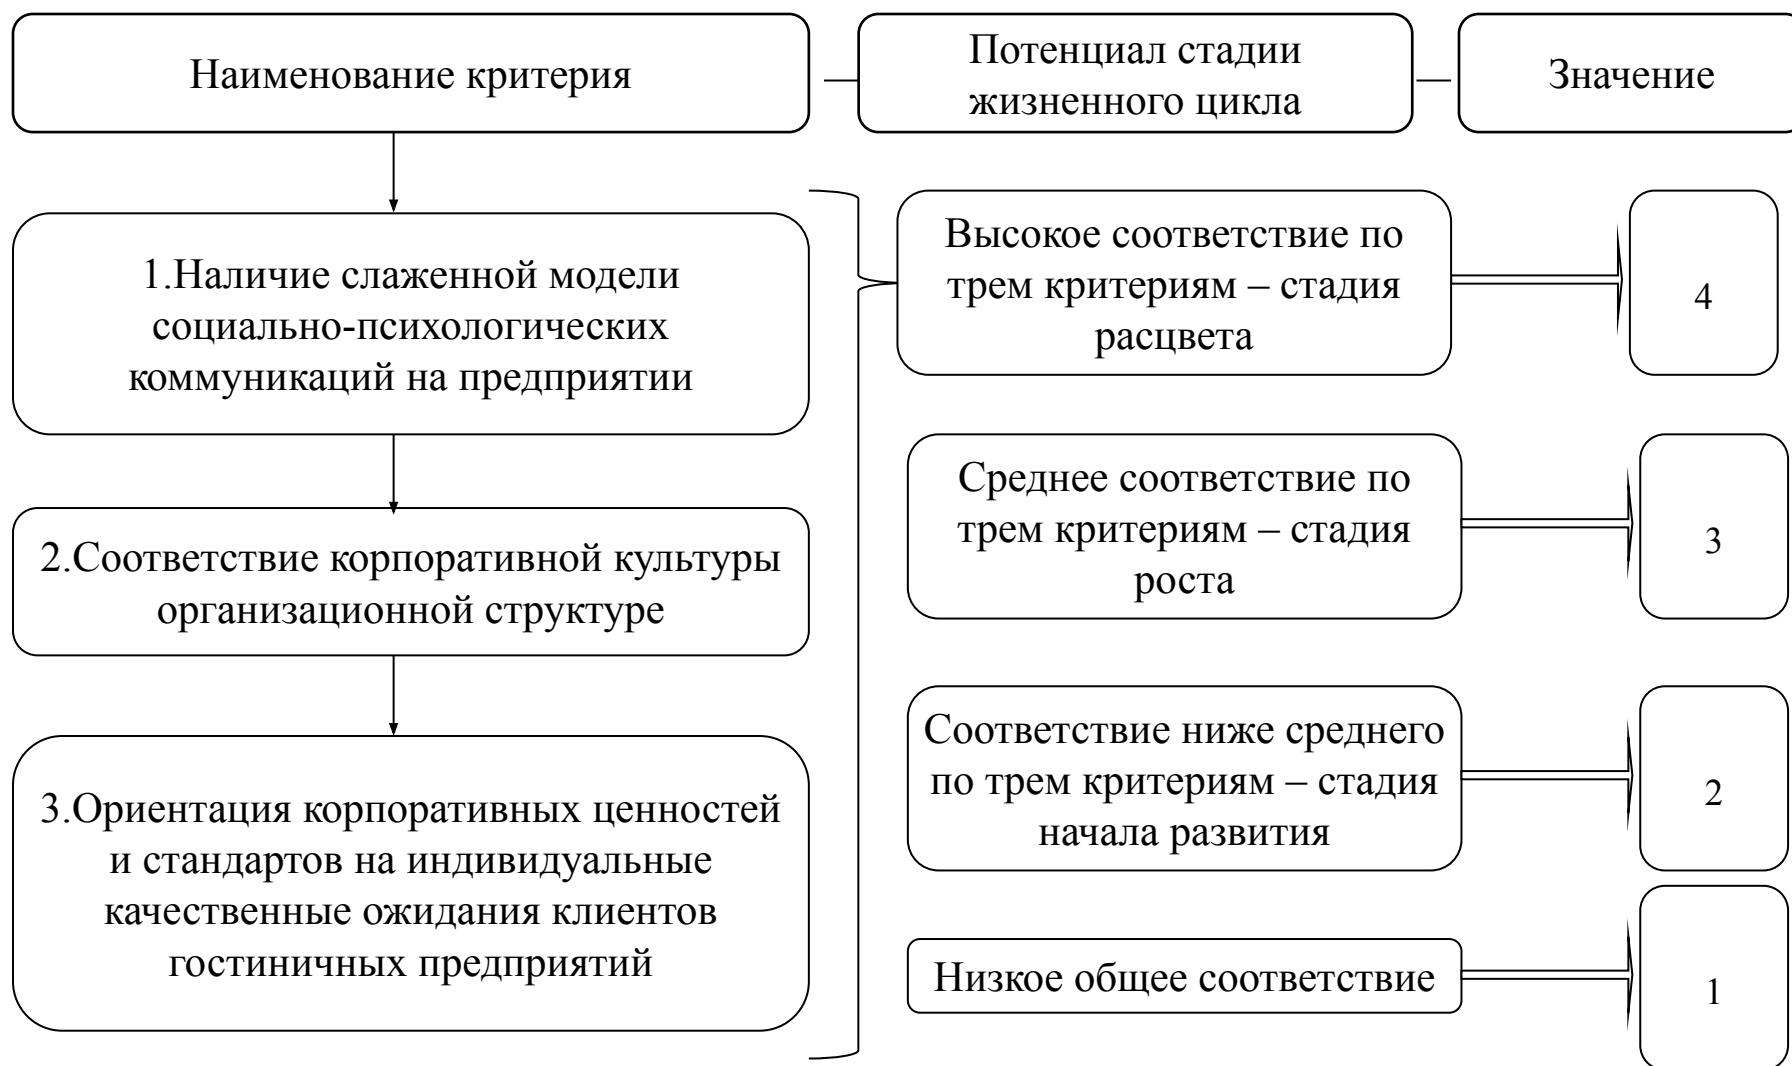 Наименование критерия
Потенциал стадии
жизненного цикла
Значение
1.Наличие слаженной модели
социально-психологических
коммуникаций на предприятии
2.Соответствие корпоративной культуры
организационной структуре
3.Ориентация корпоративных ценностей
и стандартов на индивидуальные
качественные ожидания клиентов
гостиничных предприятий
Высокое соответствие по
трем критериям – стадия
расцвета
4
Среднее соответствие по
трем критериям – стадия
роста
3
Соответствие ниже среднего
по трем критериям – стадия
начала развития
2
Низкое общее соответствие
1